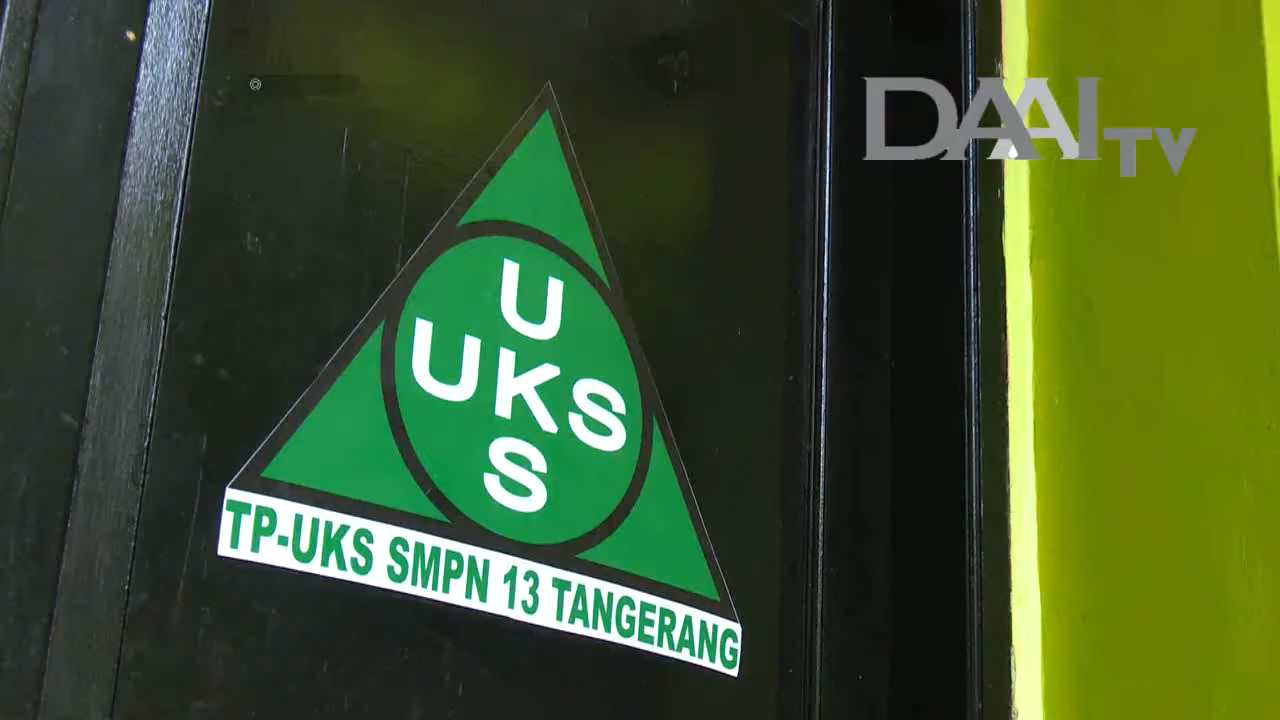 DAAI TV
U
UKS
S
TP-UKS SMPN 13 TANGERANG